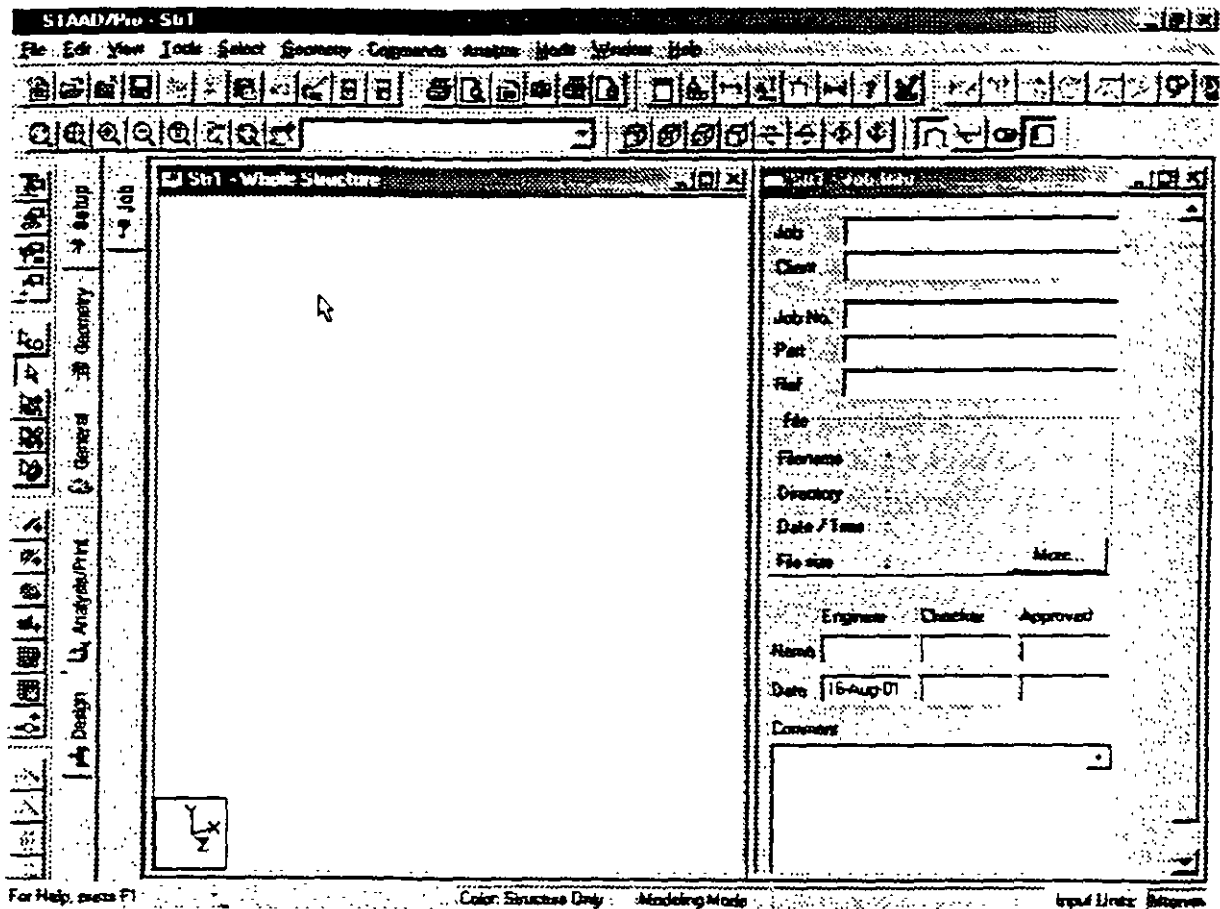 STAAD/Pro - Str1
File Edit View Tools Select Geometry Commands Analyze Mode Window Help
Setup
Geometry
General
Analysis/Print
Design
Job
Str1 - Whole Structure
Job
Client
Job No.
Part
Ref
File
Filename :
Directory :
Date / Time :
File size :
More...
Engineer Checker Approved
Name
Date 16-Aug-01
Comment
Y
X
Z
For Help, press F1
Color: Structure Only
Modeling Mode
Input Units: